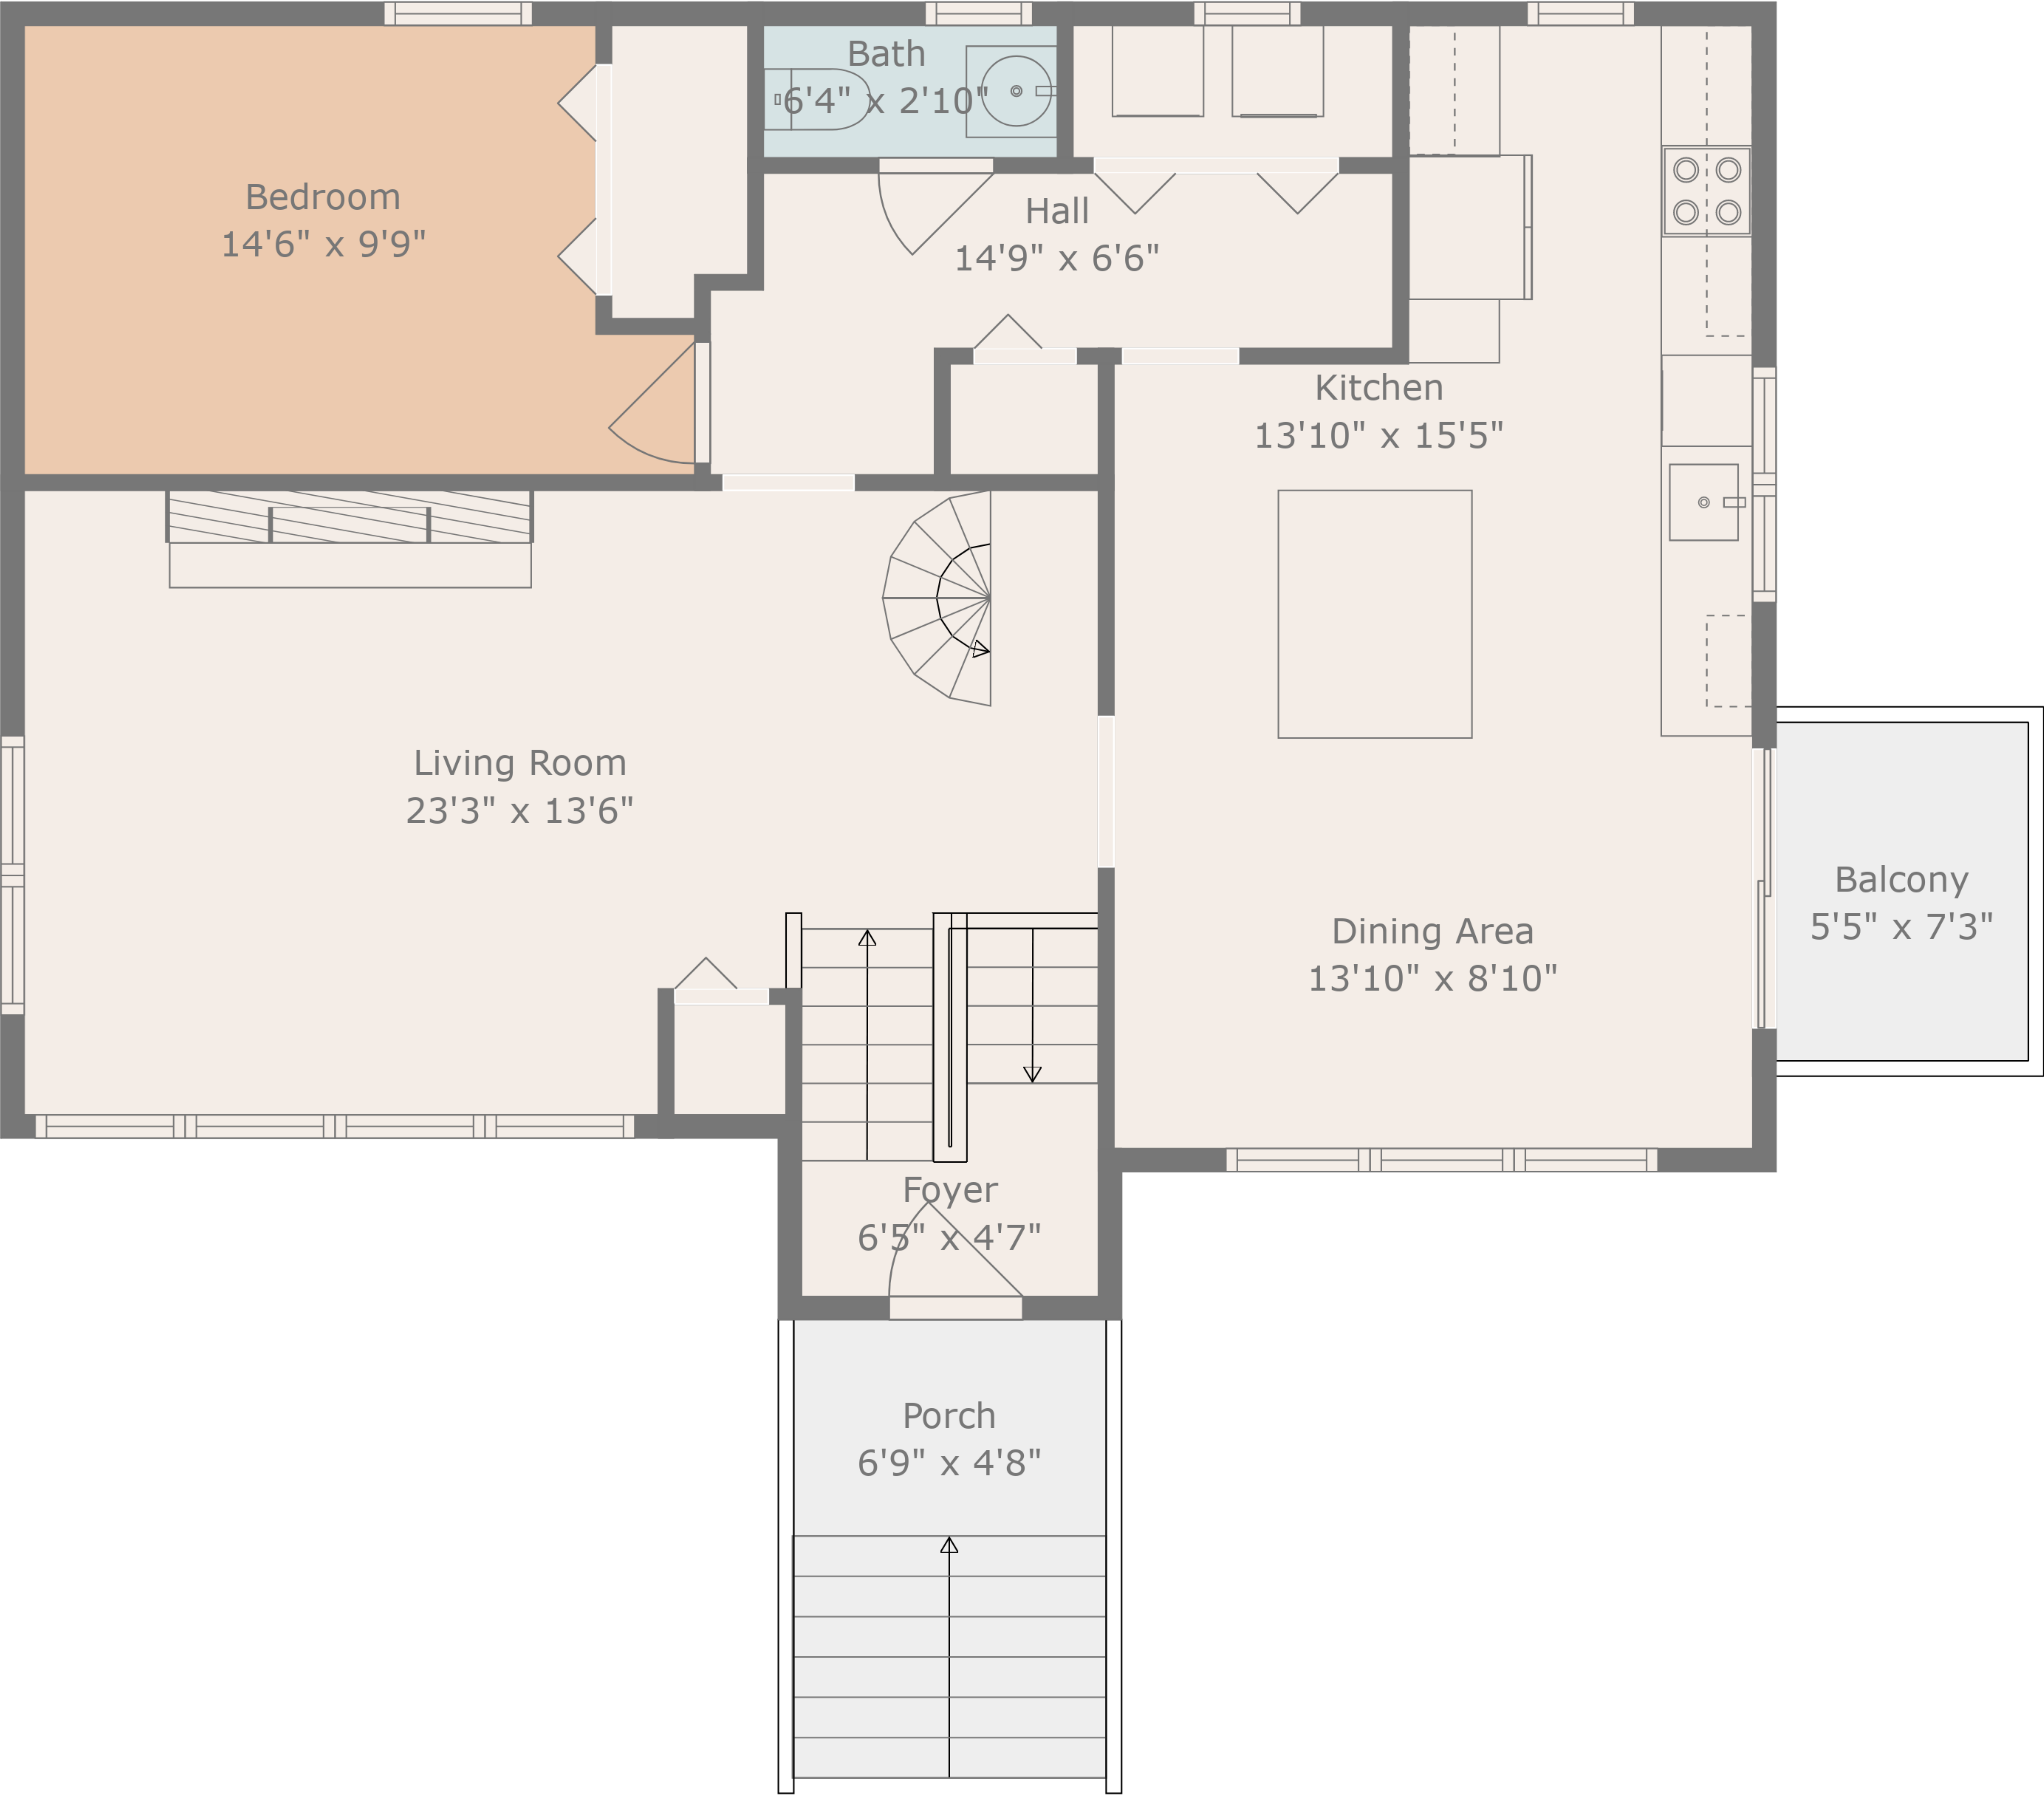 Bath
6'4" x 2'10"
Bedroom
14'6" x 9'9"
Hall
14'9" x 6'6"
Kitchen
13'10" x 15'5"
Living Room
23'3" x 13'6"
Balcony
5'5" x 7'3"
Dining Area
13'10" x 8'10"
Foyer
6'5" x 4'7"
Porch
6'9" x 4'8"